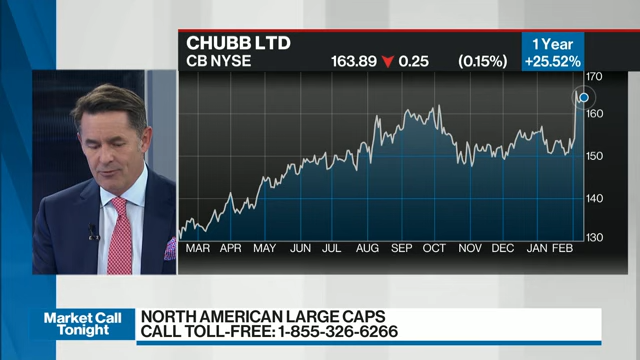 CHUBB LTD
CB NYSE
163.89 0.25 (0.15%)
1 Year
+25.52%
170
160
150
140
130
MAR APR MAY JUN JUL AUG SEP OCT NOV DEC JAN FEB
Market Call
Tonight
NORTH AMERICAN LARGE CAPS
CALL TOLL-FREE: 1-855-326-6266